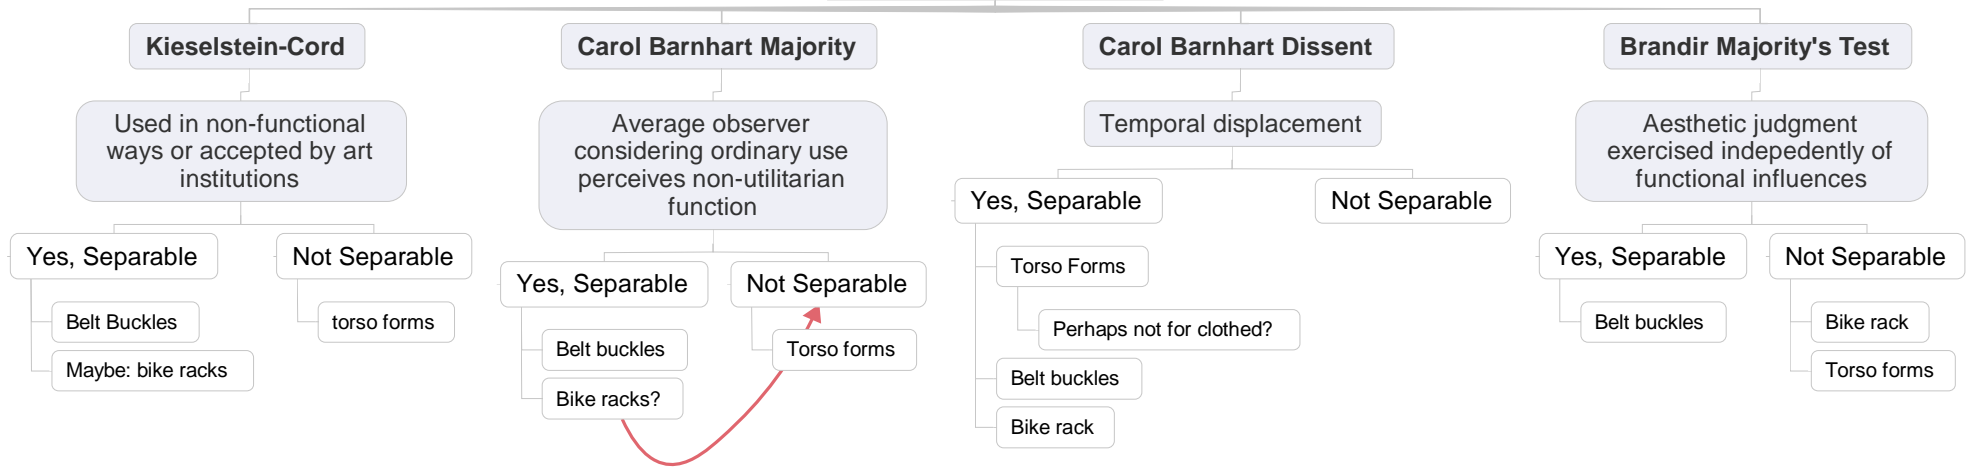 Kieselstein-Cord
Used in non-functional
ways or accepted by art
institutions
Yes, Separable
Belt Buckles
Maybe: bike racks
Not Separable
torso forms
Carol Barnhart Majority
Average observer
considering ordinary use
perceives non-utilitarian
function
Yes, Separable
Belt buckles
Bike racks?
Not Separable
Torso forms
Carol Barnhart Dissent
Temporal displacement
Yes, Separable
Torso Forms
Perhaps not for clothed?
Belt buckles
Bike rack
Not Separable
Brandir Majority's Test
Aesthetic judgment
exercised indepedently of
functional influences
Yes, Separable
Belt buckles
Not Separable
Bike rack
Torso forms